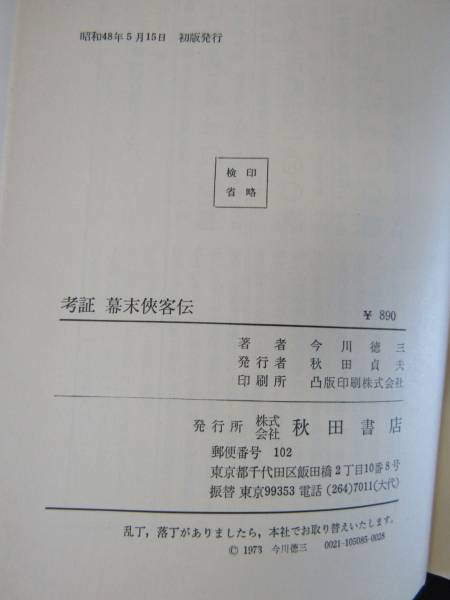 昭和48年5月15日　初版発行
検印
省略
考証 幕末俠客伝
¥ 890
著者　今川徳三
発行者　秋田貞夫
印刷所　凸版印刷株式会社
発行所 株式会社 秋田書店
郵便番号 102
東京都千代田区飯田橋2丁目10番8号
振替 東京99353 電話 (264)7011(大代)
乱丁，落丁がありましたら，本社でお取り替えいたします。
© 1973 今川徳三　0021-105085-0028